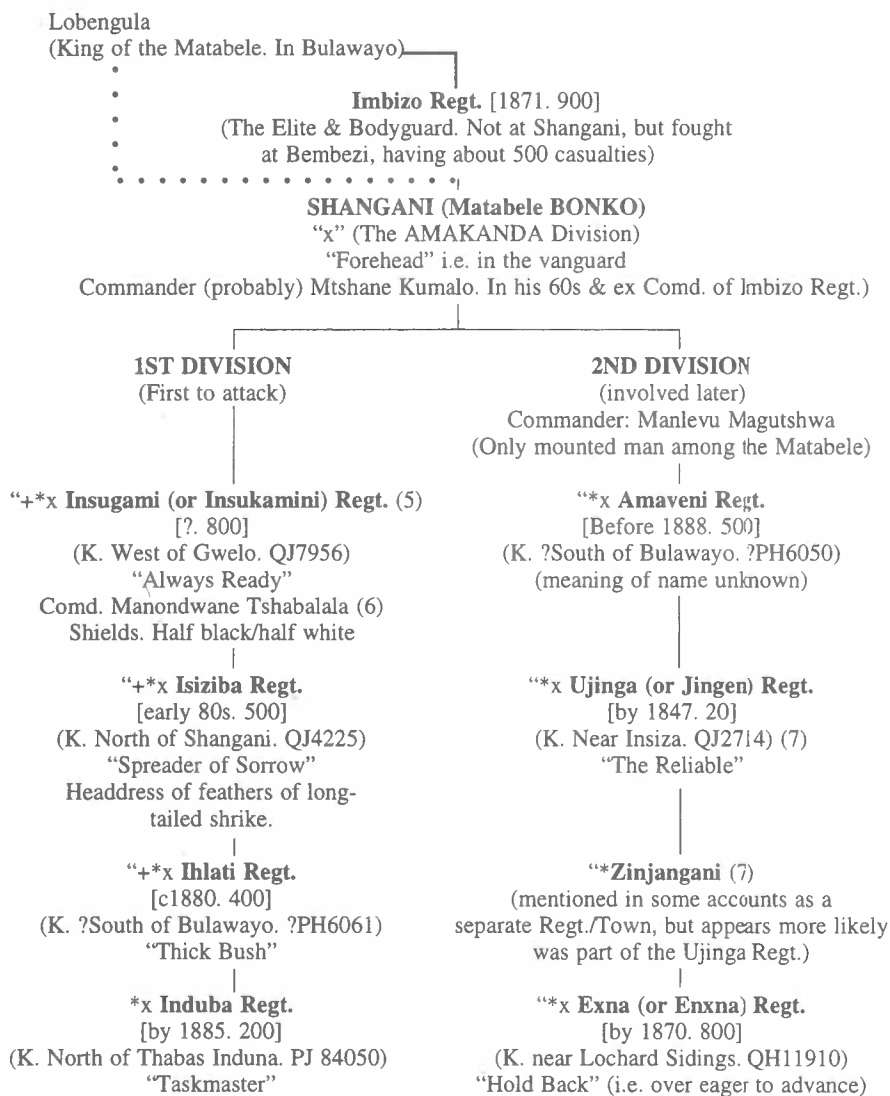 Lobengula
(King of the Matabele. In Bulawayo)
Imbizo Regt. [1871. 900]
(The Elite & Bodyguard. Not at Shangani, but fought
at Bembezi, having about 500 casualties)
SHANGANI (Matabele BONKO)
“x” (The AMAKANDA Division)
“Forehead” i.e. in the vanguard
Commander (probably) Mtshane Kumalo. In his 60s & ex Comd. of Imbizo Regt.)
1ST DIVISION
(First to attack)
“+*x Insugami (or Insukamini) Regt. (5)
[?. 800]
(K. West of Gwelo. QJ7956)
“Always Ready”
Comd. Manondwane Tshabalala (6)
Shields. Half black/half white
“+*x Isiziba Regt.
[early 80s. 500]
(K. North of Shangani. QJ4225)
“Spreader of Sorrow”
Headdress of feathers of long-
tailed shrike.
“+*x Ihlati Regt.
[c1880. 400]
(K. ?South of Bulawayo. ?PH6061)
“Thick Bush”
*x Induba Regt.
[by 1885. 200]
(K. North of Thabas Induna. PJ 84050)
“Taskmaster”
2ND DIVISION
(involved later)
Commander: Manlevu Magutshwa
(Only mounted man among the Matabele)
“*x Amaveni Regt.
[Before 1888. 500]
(K. ?South of Bulawayo. ?PH6050)
(meaning of name unknown)
“*x Ujinga (or Jingen) Regt.
[by 1847. 20]
(K. Near Insiza. QJ2714) (7)
“The Reliable”
“*Zinjangani (7)
(mentioned in some accounts as a
separate Regt./Town, but appears more likely
was part of the Ujinga Regt.)
“*x Exna (or Enxna) Regt.
[by 1870. 800]
(K. near Lochard Sidings. QH11910)
“Hold Back” (i.e. over eager to advance)